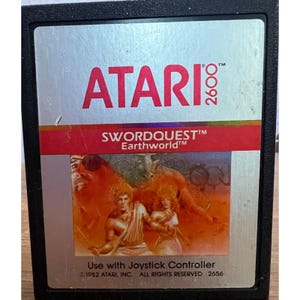 ATARI 2600™
SWORDQUEST™
Earthworld™
Use with Joystick Controller
©1982 ATARI, INC. ALL RIGHTS RESERVED 2656